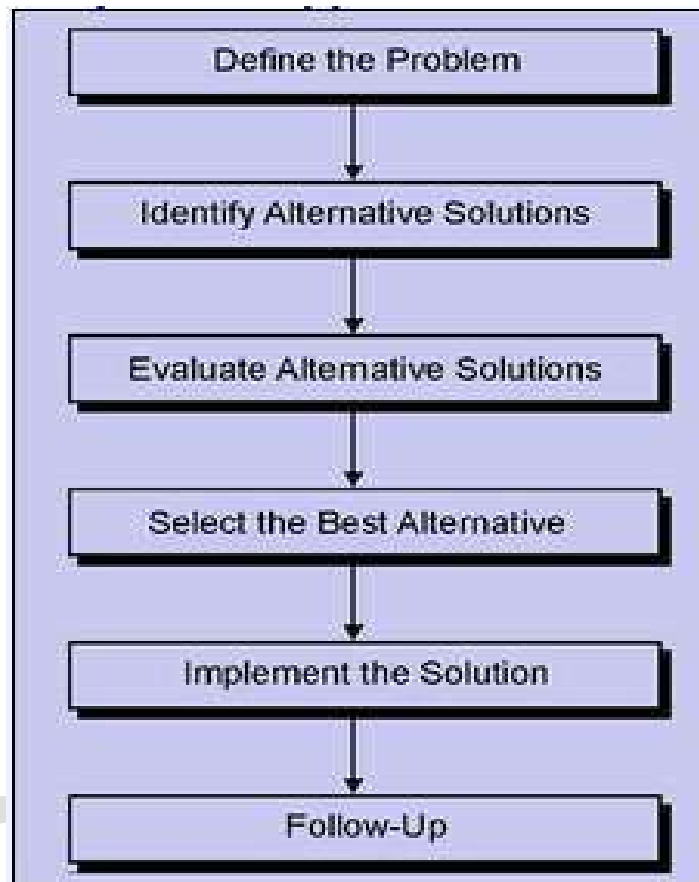 Define the Problem
Identify Alternative Solutions
Evaluate Alternative Solutions
Select the Best Alternative
Implement the Solution
Follow-Up